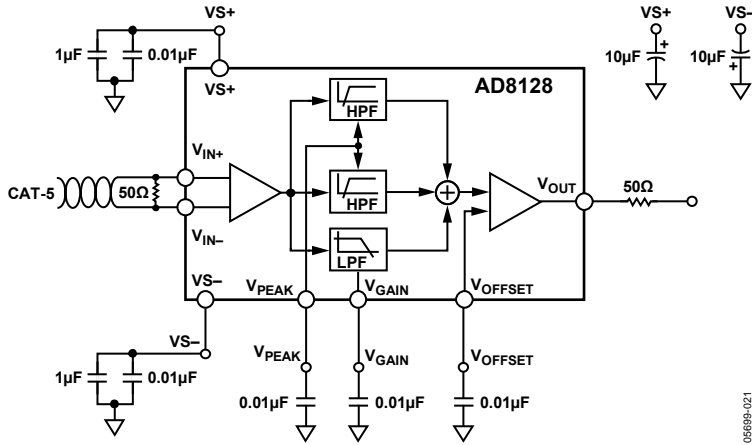 VS+
VS+
VS–
1µF
0.01µF
10µF
+
10µF
+
VS+
AD8128
HPF
VIN+
CAT-5
50Ω
HPF
+
VOUT
50Ω
VIN–
LPF
VS–
VPEAK
VGAIN
VOFFSET
VS–
VPEAK
VGAIN
VOFFSET
1µF
0.01µF
0.01µF
0.01µF
0.01µF
05699-021